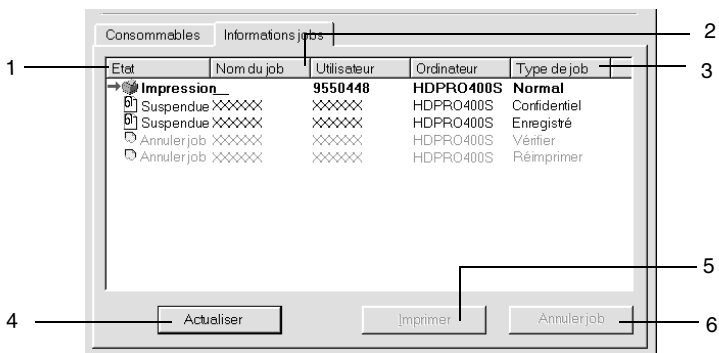 Consommables Informations jobs
2
1
Etat Nom du job Utilisateur Ordinateur Type de job
3
Impression__ 9550448 HDPRO400S Normal
Suspendue XXXXXX XXXXXX HDPRO400S Confidentiel
Suspendue XXXXXX XXXXXX HDPRO400S Enregistré
Annuler job XXXXXX XXXXXX HDPRO400S Vérifier
Annuler job XXXXXX XXXXXX HDPRO400S Réimprimer
5
4
Actualiser Imprimer Annuler job
6